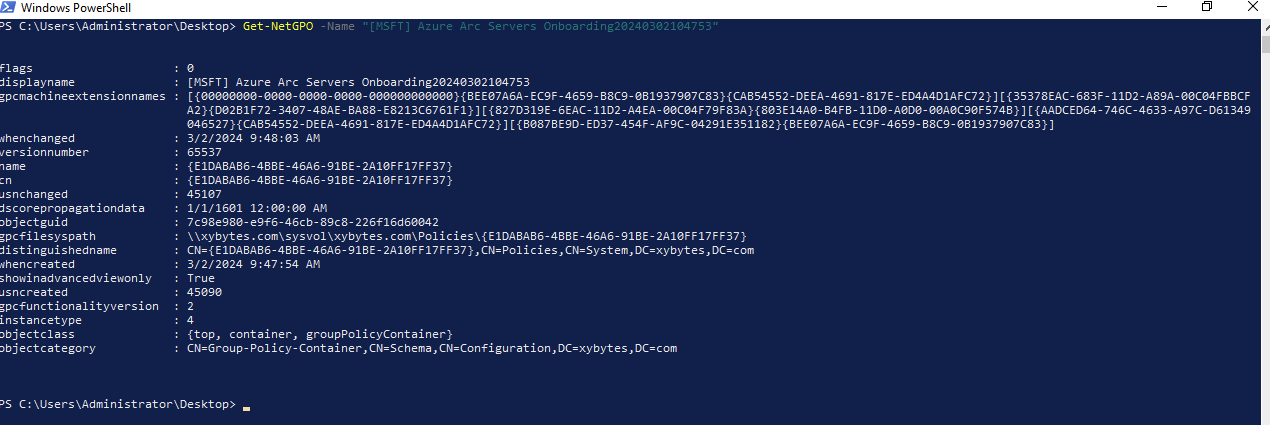 Windows PowerShell
PS C:\Users\Administrator\Desktop> Get-NetGPO -Name "[MSFT] Azure Arc Servers Onboarding20240302104753"
flags : 0
displayname : [MSFT] Azure Arc Servers Onboarding20240302104753
gpcmachineextensionnames : [{00000000-0000-0000-0000-000000000000}{BEE07A6A-EC9F-4659-B8C9-0B1937907C83}{CAB54552-DEEA-4691-817E-ED4A4D1AFC72}][{35378EAC-683F-11D2-A89A-00C04FBBCF
A2}{D02B1F72-3407-48AE-BA88-E8213C6761F1}][{827D319E-6EAC-11D2-A4EA-00C04F79F83A}{803E14A0-B4FB-11D0-A0D0-00A0C90F574B}][{AADCED64-746C-4633-A97C-D61349
046527}{CAB54552-DEEA-4691-817E-ED4A4D1AFC72}][{B087BE9D-ED37-454F-AF9C-04291E351182}{BEE07A6A-EC9F-4659-B8C9-0B1937907C83}]
whenchanged : 3/2/2024 9:48:03 AM
versionnumber : 65537
name : {E1DABAB6-4BBE-46A6-91BE-2A10FF17FF37}
cn : {E1DABAB6-4BBE-46A6-91BE-2A10FF17FF37}
usnchanged : 45107
dscorepropagationdata : 1/1/1601 12:00:00 AM
objectguid : 7c98e980-e9f6-46cb-89c8-226f16d60042
gpcfilesyspath : \\xybytes.com\sysvol\xybytes.com\Policies\{E1DABAB6-4BBE-46A6-91BE-2A10FF17FF37}
distinguishedname : CN={E1DABAB6-4BBE-46A6-91BE-2A10FF17FF37},CN=Policies,CN=System,DC=xybytes,DC=com
whencreated : 3/2/2024 9:47:54 AM
showinadvancedviewonly : True
usncreated : 45090
gpcfunctionalityversion : 2
instancetype : 4
objectclass : {top, container, groupPolicyContainer}
objectcategory : CN=Group-Policy-Container,CN=Schema,CN=Configuration,DC=xybytes,DC=com
PS C:\Users\Administrator\Desktop>